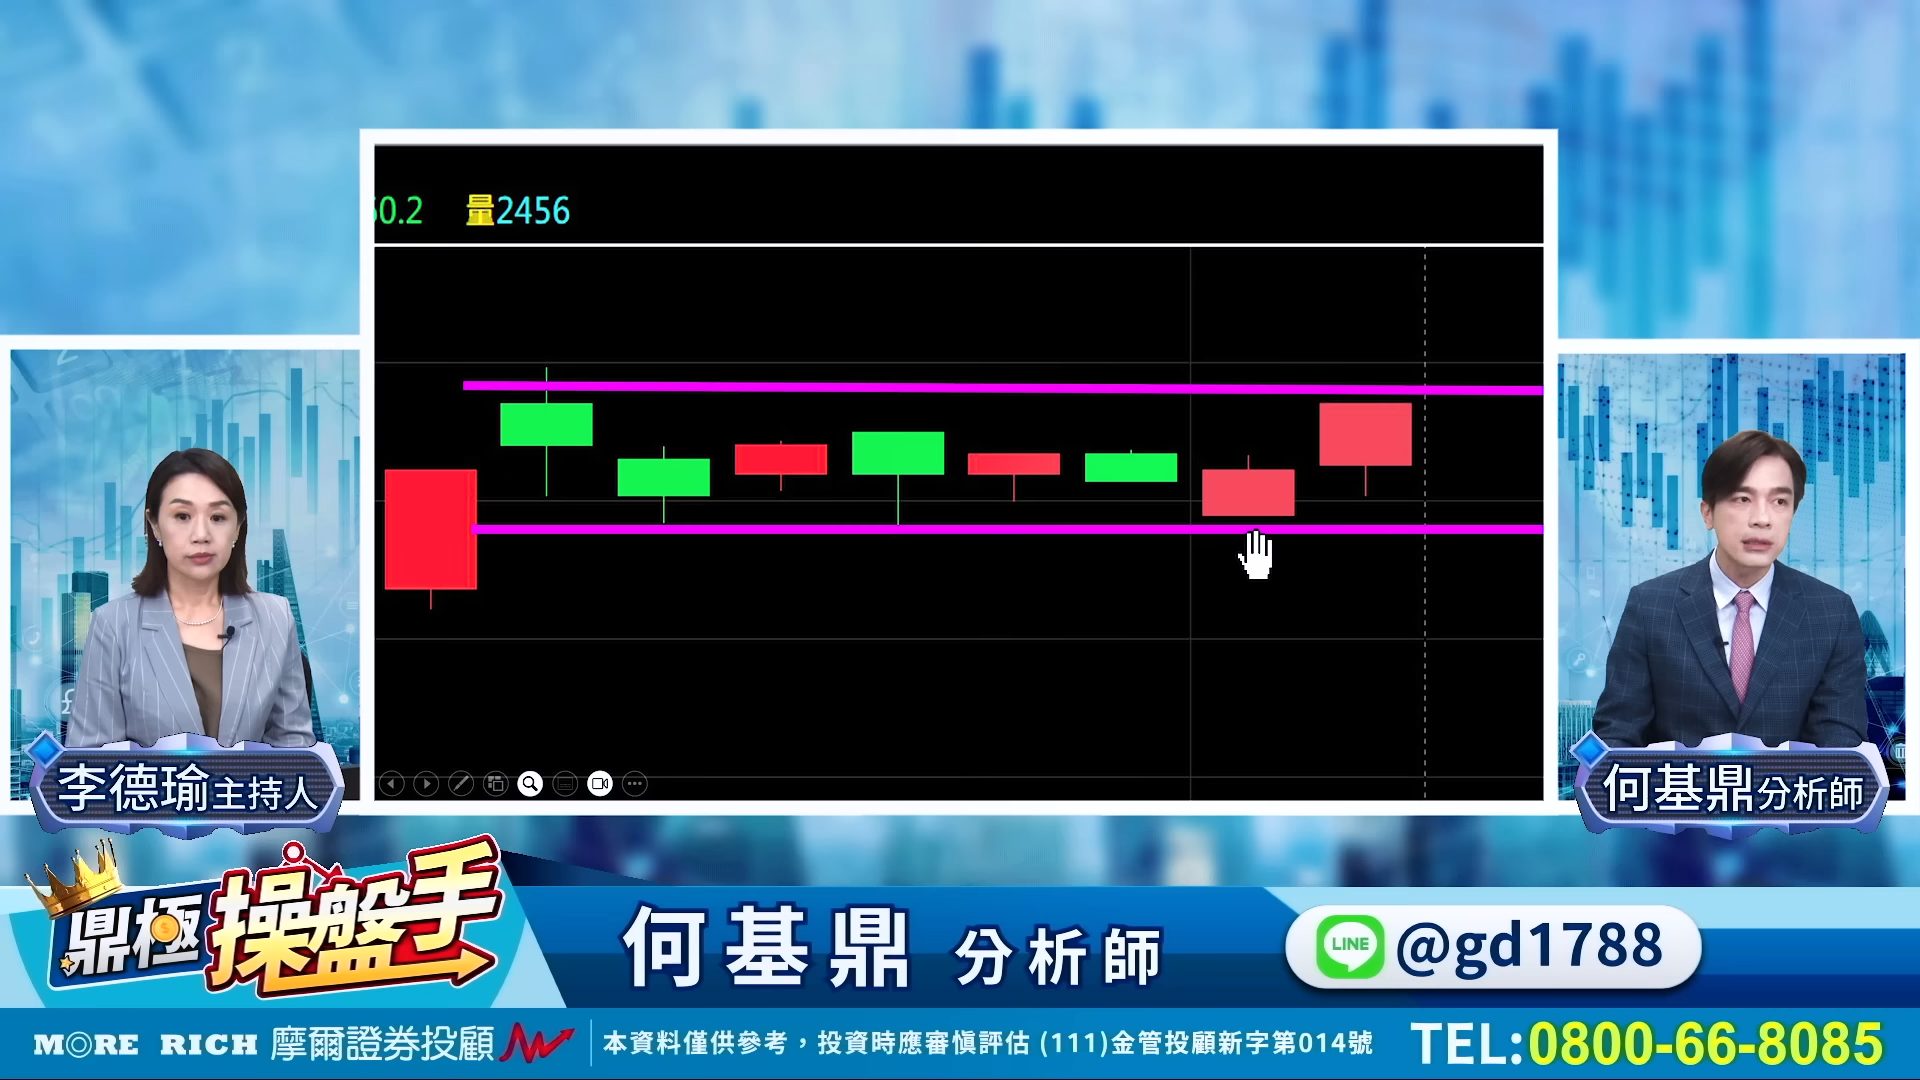 60.2 量2456
李德瑜主持人
何基鼎分析師
鼎極操盤手
何基鼎 分析師
LINE @gd1788
MORE RICH 摩爾證券投顧
本資料僅供參考，投資時應審慎評估 (111)金管投顧新字第014號
TEL:0800-66-8085